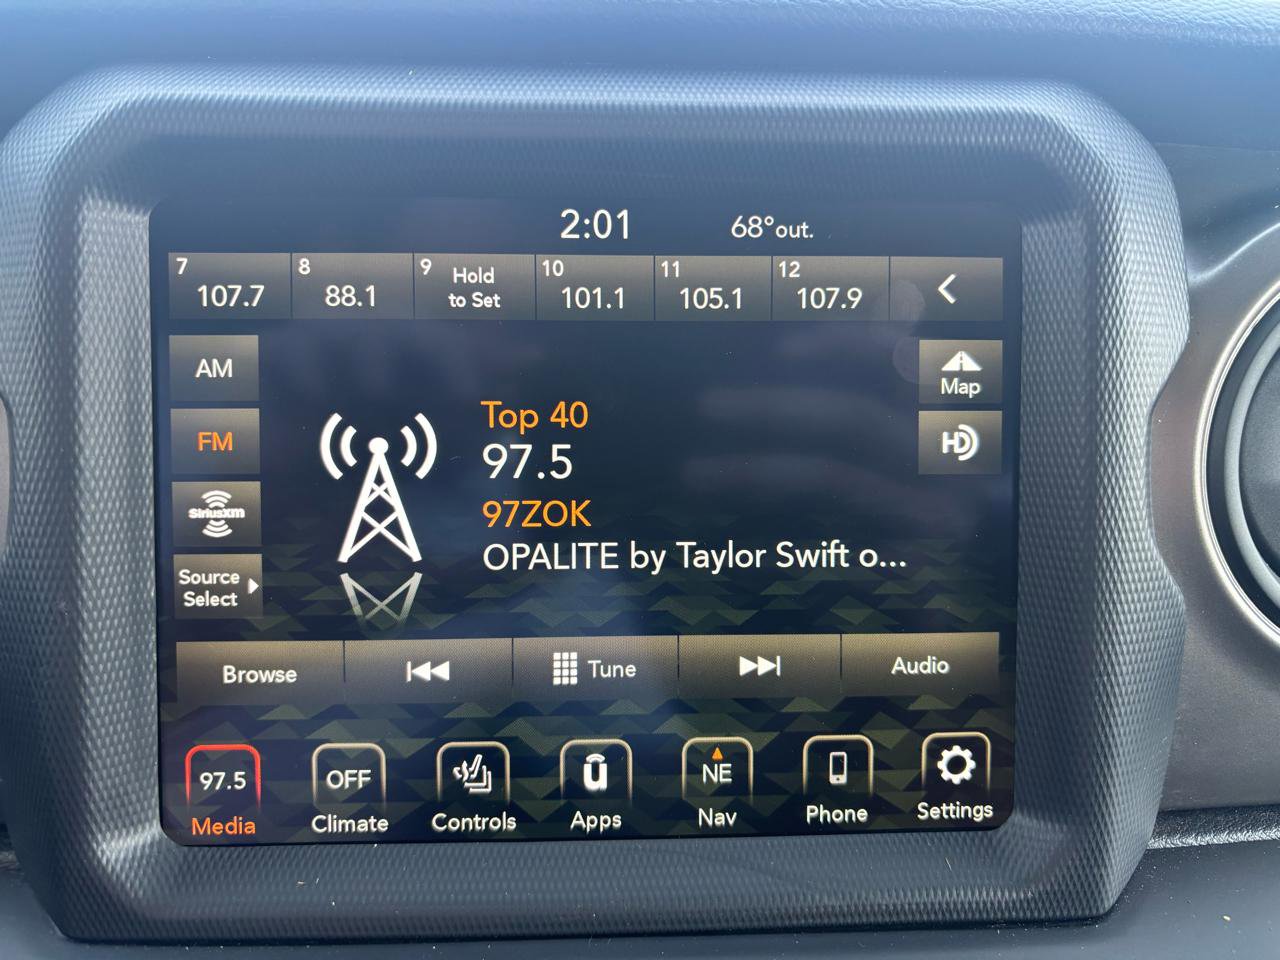 2:01 68°out.
7 107.7 8 88.1 9 Hold to Set 10 101.1 11 105.1 12 107.9
AM
Map
FM
HD
Top 40
97.5
97ZOK
OPALITE by Taylor Swift o...
SiriusXM
Source
Select
Browse Tune Audio
97.5 OFF NE
Media Climate Controls Apps Nav Phone Settings